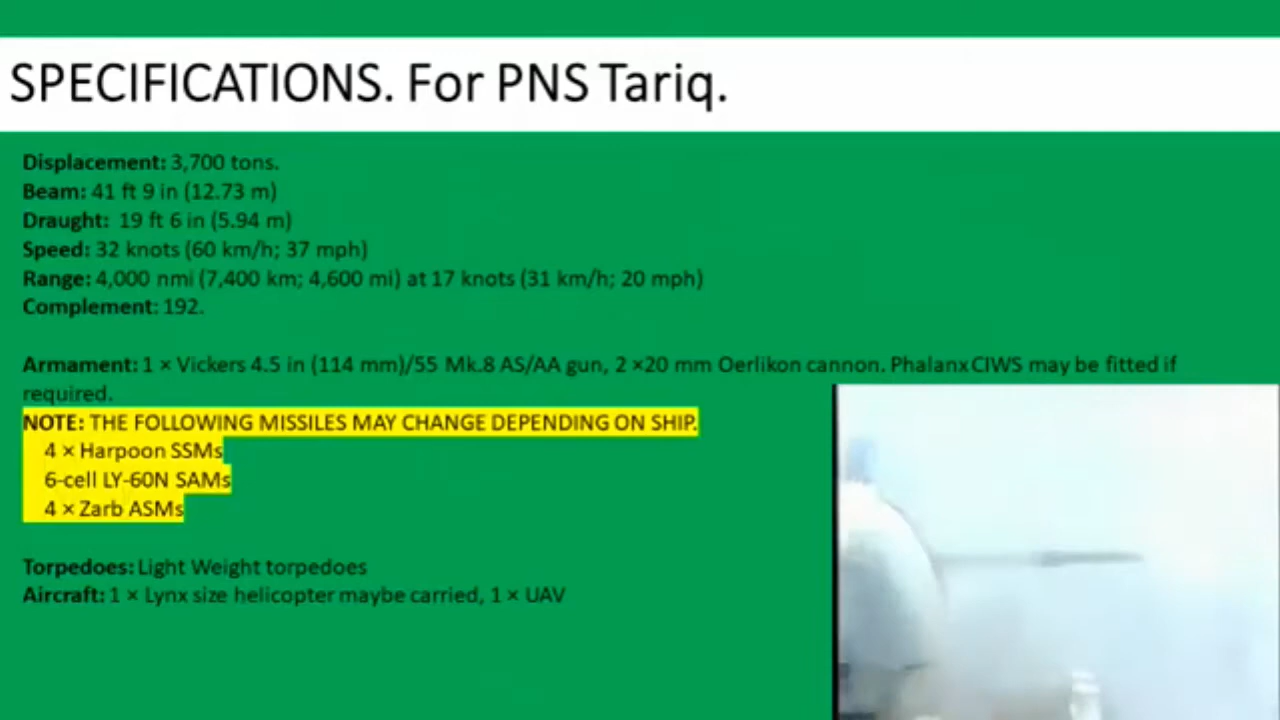 SPECIFICATIONS. For PNS Tariq.
Displacement: 3,700 tons.
Beam: 41 ft 9 in (12.73 m)
Draught: 19 ft 6 in (5.94 m)
Speed: 32 knots (60 km/h; 37 mph)
Range: 4,000 nmi (7,400 km; 4,600 mi) at 17 knots (31 km/h; 20 mph)
Complement: 192.
Armament: 1 × Vickers 4.5 in (114 mm)/55 Mk.8 AS/AA gun, 2 ×20 mm Oerlikon cannon. Phalanx CIWS may be fitted if
required.
NOTE: THE FOLLOWING MISSILES MAY CHANGE DEPENDING ON SHIP.
4 × Harpoon SSMs
6-cell LY-60N SAMs
4 × Zarb ASMs
Torpedoes: Light Weight torpedoes
Aircraft: 1 × Lynx size helicopter maybe carried, 1 × UAV